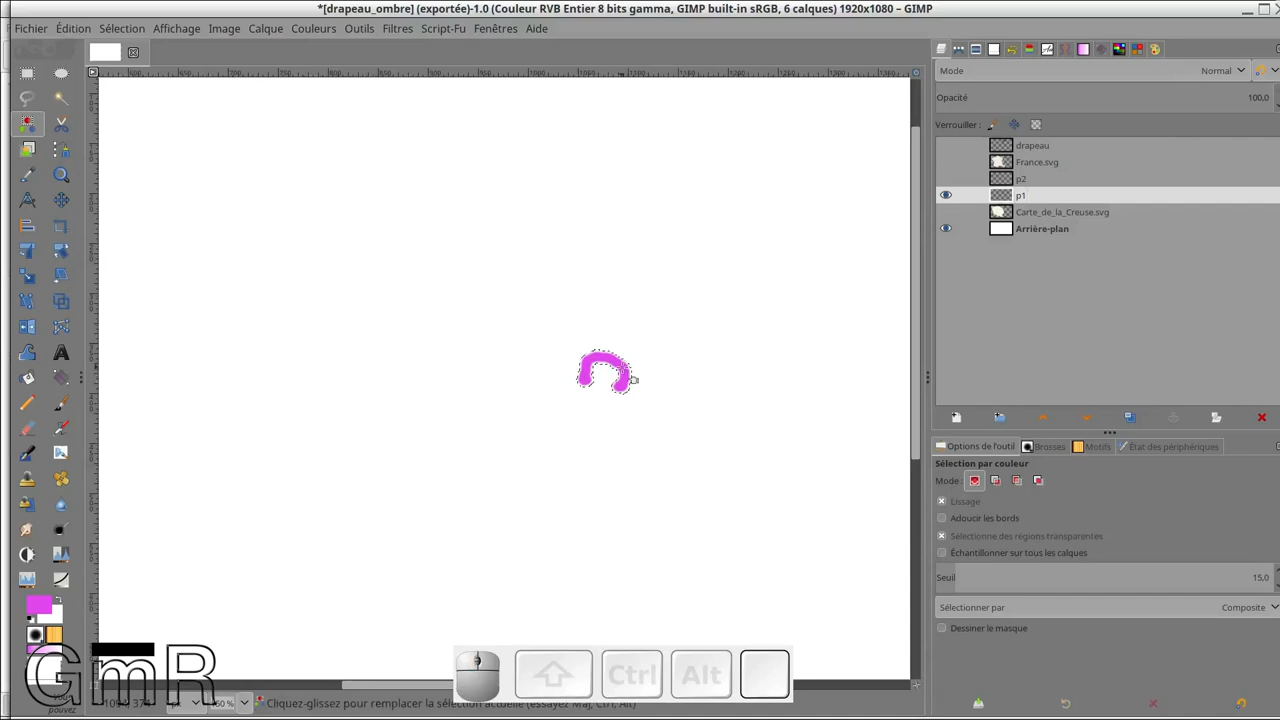 *[drapeau_ombre] (exportée)-1.0 (Couleur RVB Entier 8 bits gamma, GIMP built-in sRGB, 6 calques) 1920x1080 – GIMP
Fichier Édition Sélection Affichage Image Calque Couleurs Outils Filtres Script-Fu Fenêtres Aide
Mode Normal
Opacité 100,0
Verrouiller :
drapeau
France.svg
p2
p1
Carte_de_la_Creuse.svg
Arrière-plan
Options de l'outil Brosses Motifs État des périphériques
Sélection par couleur
Mode :
Lissage
Adoucir les bords
Sélectionne des régions transparentes
Échantillonner sur tous les calques
Seuil 15,0
Sélectionner par Composite
Dessiner le masque
Ctrl Alt
GmR
Cliquez-glissez pour remplacer la sélection actuelle (essayez Maj, Ctrl, Alt)
pouvez